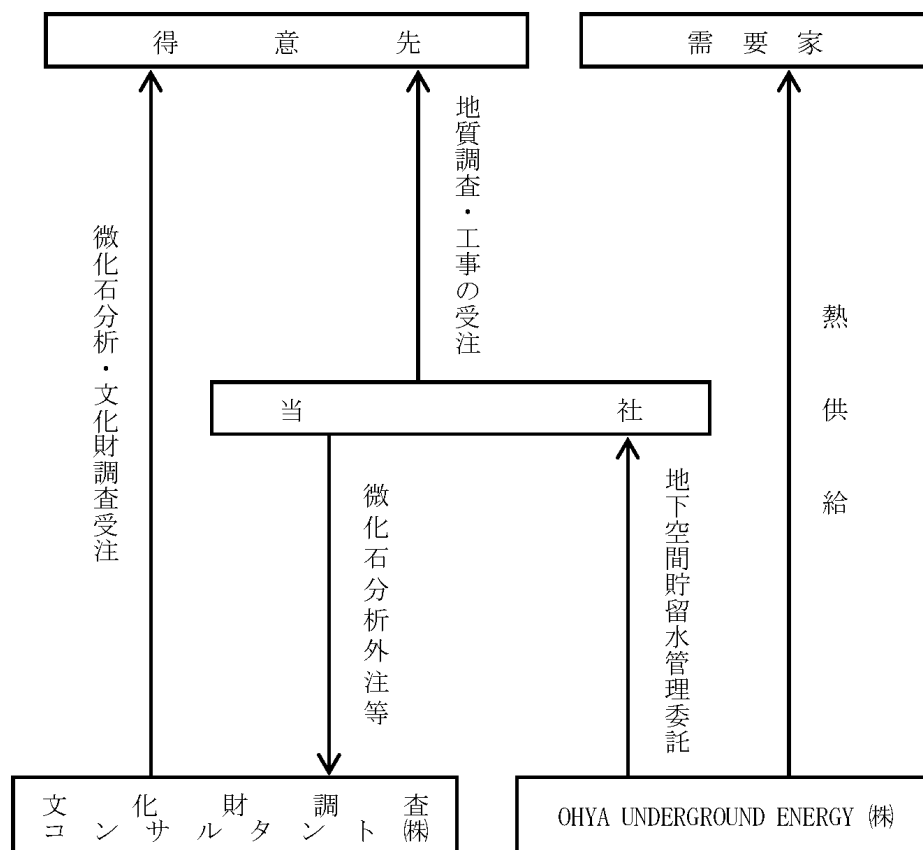 得意先
需要家
地質調査・工事の受注
微化石分析・文化財調査受注
熱供給
当社
微化石分析外注等
地下空間貯留水管理委託
文化財調査
コンサルタント㈱
OHYA UNDERGROUND ENERGY ㈱